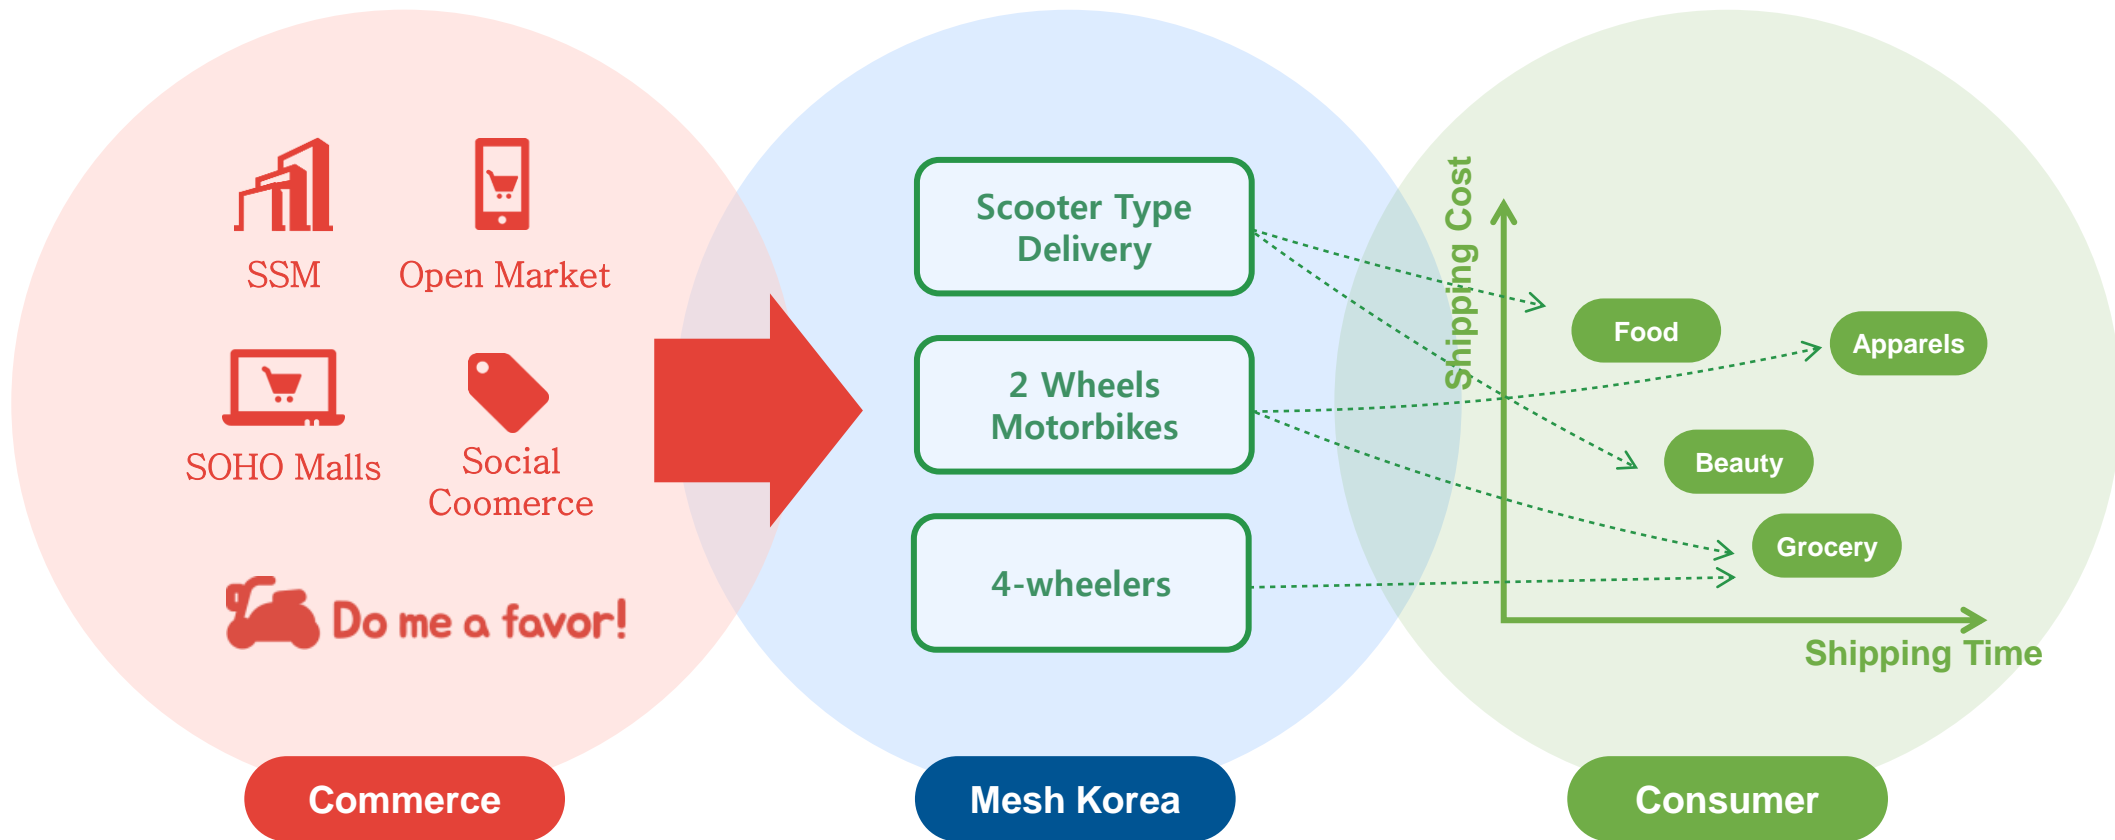 SSM
Open Market
SOHO Malls
Social
Coomerce
Do me a favor!
Commerce
Scooter Type
Delivery
2 Wheels
Motorbikes
4-wheelers
Mesh Korea
Shipping Cost
Food
Apparels
Beauty
Grocery
Shipping Time
Consumer